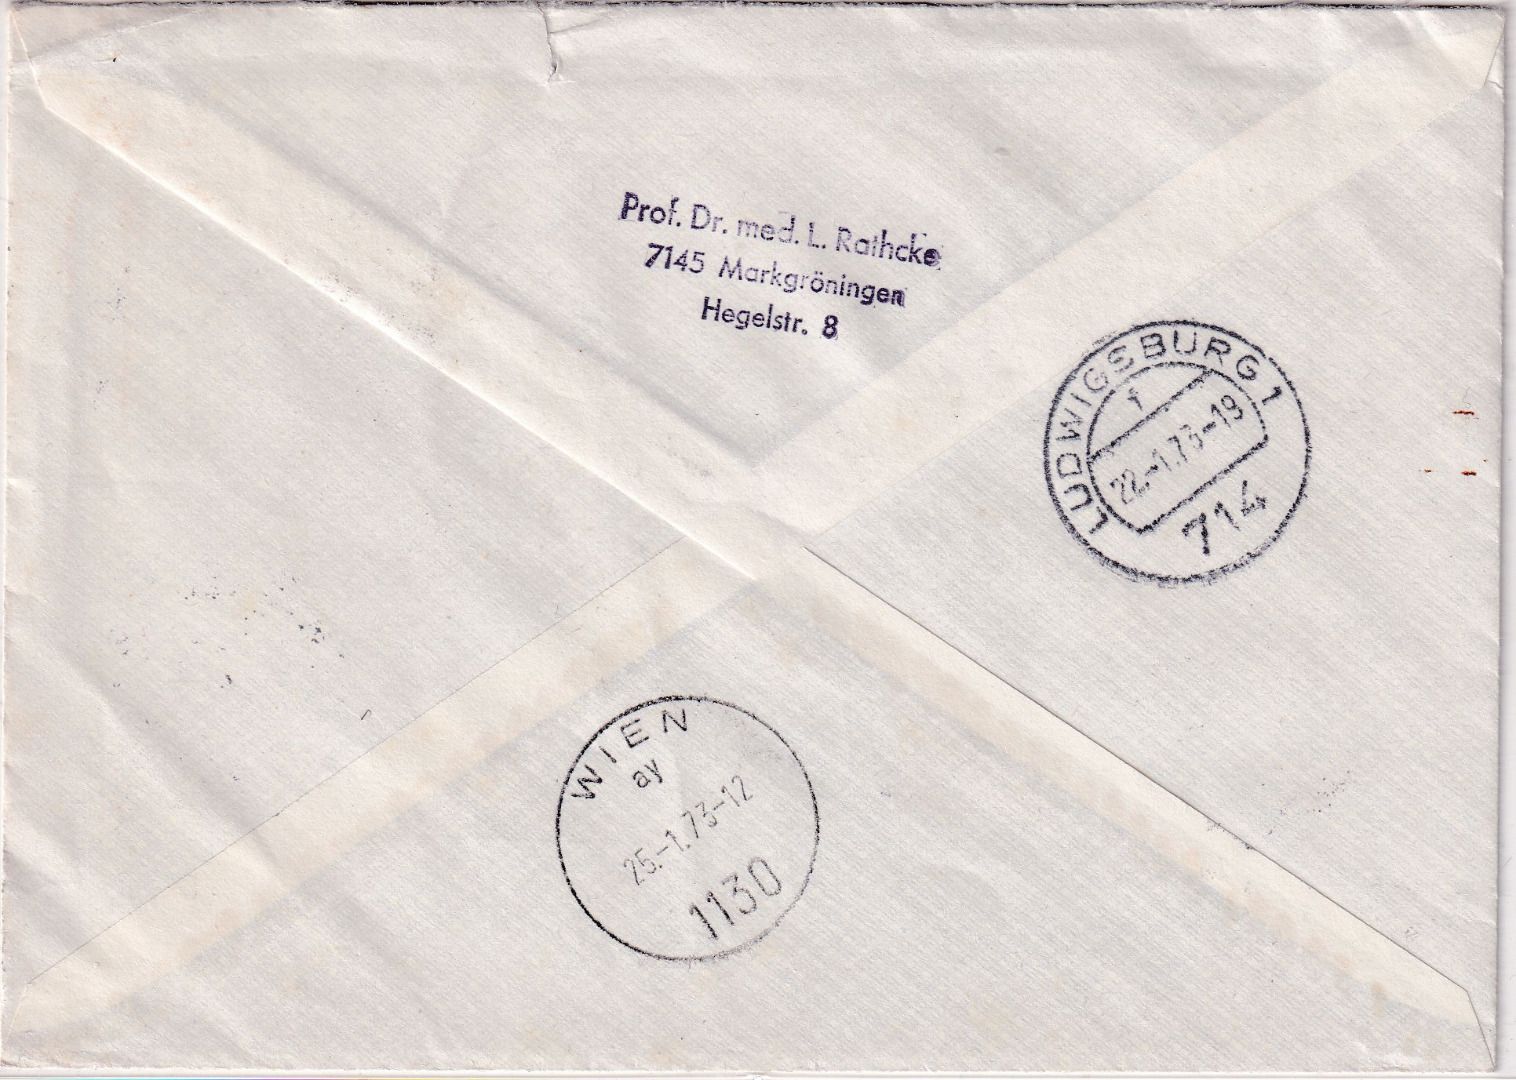 Prof. Dr. med. L. Rathcke
7145 Markgröningen
Hegelstr. 8
LUDWIGSBURG 1
f
22.-1.73-19
714
WIEN
ay
25.-1.73-12
1130